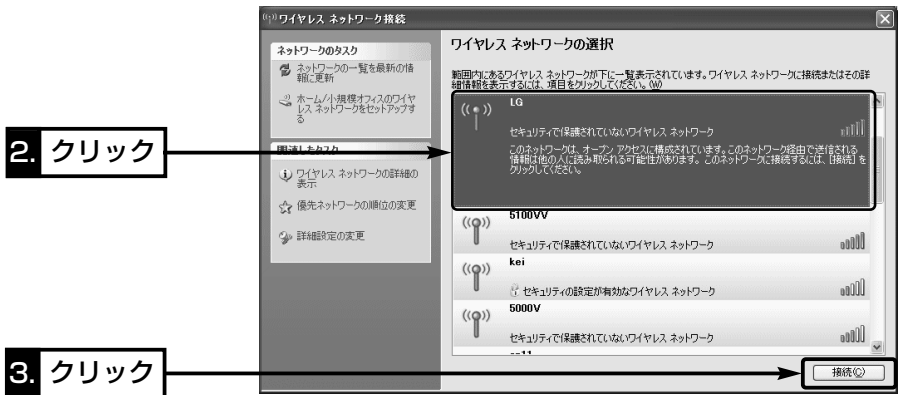 ワイヤレス ネットワーク接続
ネットワークのタスク
ネットワークの一覧を最新の情
報に更新
ホーム/小規模オフィスのワイヤ
レス ネットワークをセットアップす
る
関連したタスク
ワイヤレス ネットワークの詳細の
表示
優先ネットワークの順位の変更
詳細設定の変更
ワイヤレス ネットワークの選択
範囲内にあるワイヤレス ネットワークが下に一覧表示されています。ワイヤレス ネットワークに接続またはその詳
細情報を表示するには、項目をクリックしてください。(W)
LG
セキュリティで保護されていないワイヤレス ネットワーク
このネットワークは、オープン アクセスに構成されています。このネットワーク経由で送信される
情報は他の人に読み取られる可能性があります。このネットワークに接続するには、[接続] を
クリックしてください。
5100VV
セキュリティで保護されていないワイヤレス ネットワーク
kei
セキュリティの設定が有効なワイヤレス ネットワーク
5000V
セキュリティで保護されていないワイヤレス ネットワーク
接続(C)
2. クリック
3. クリック